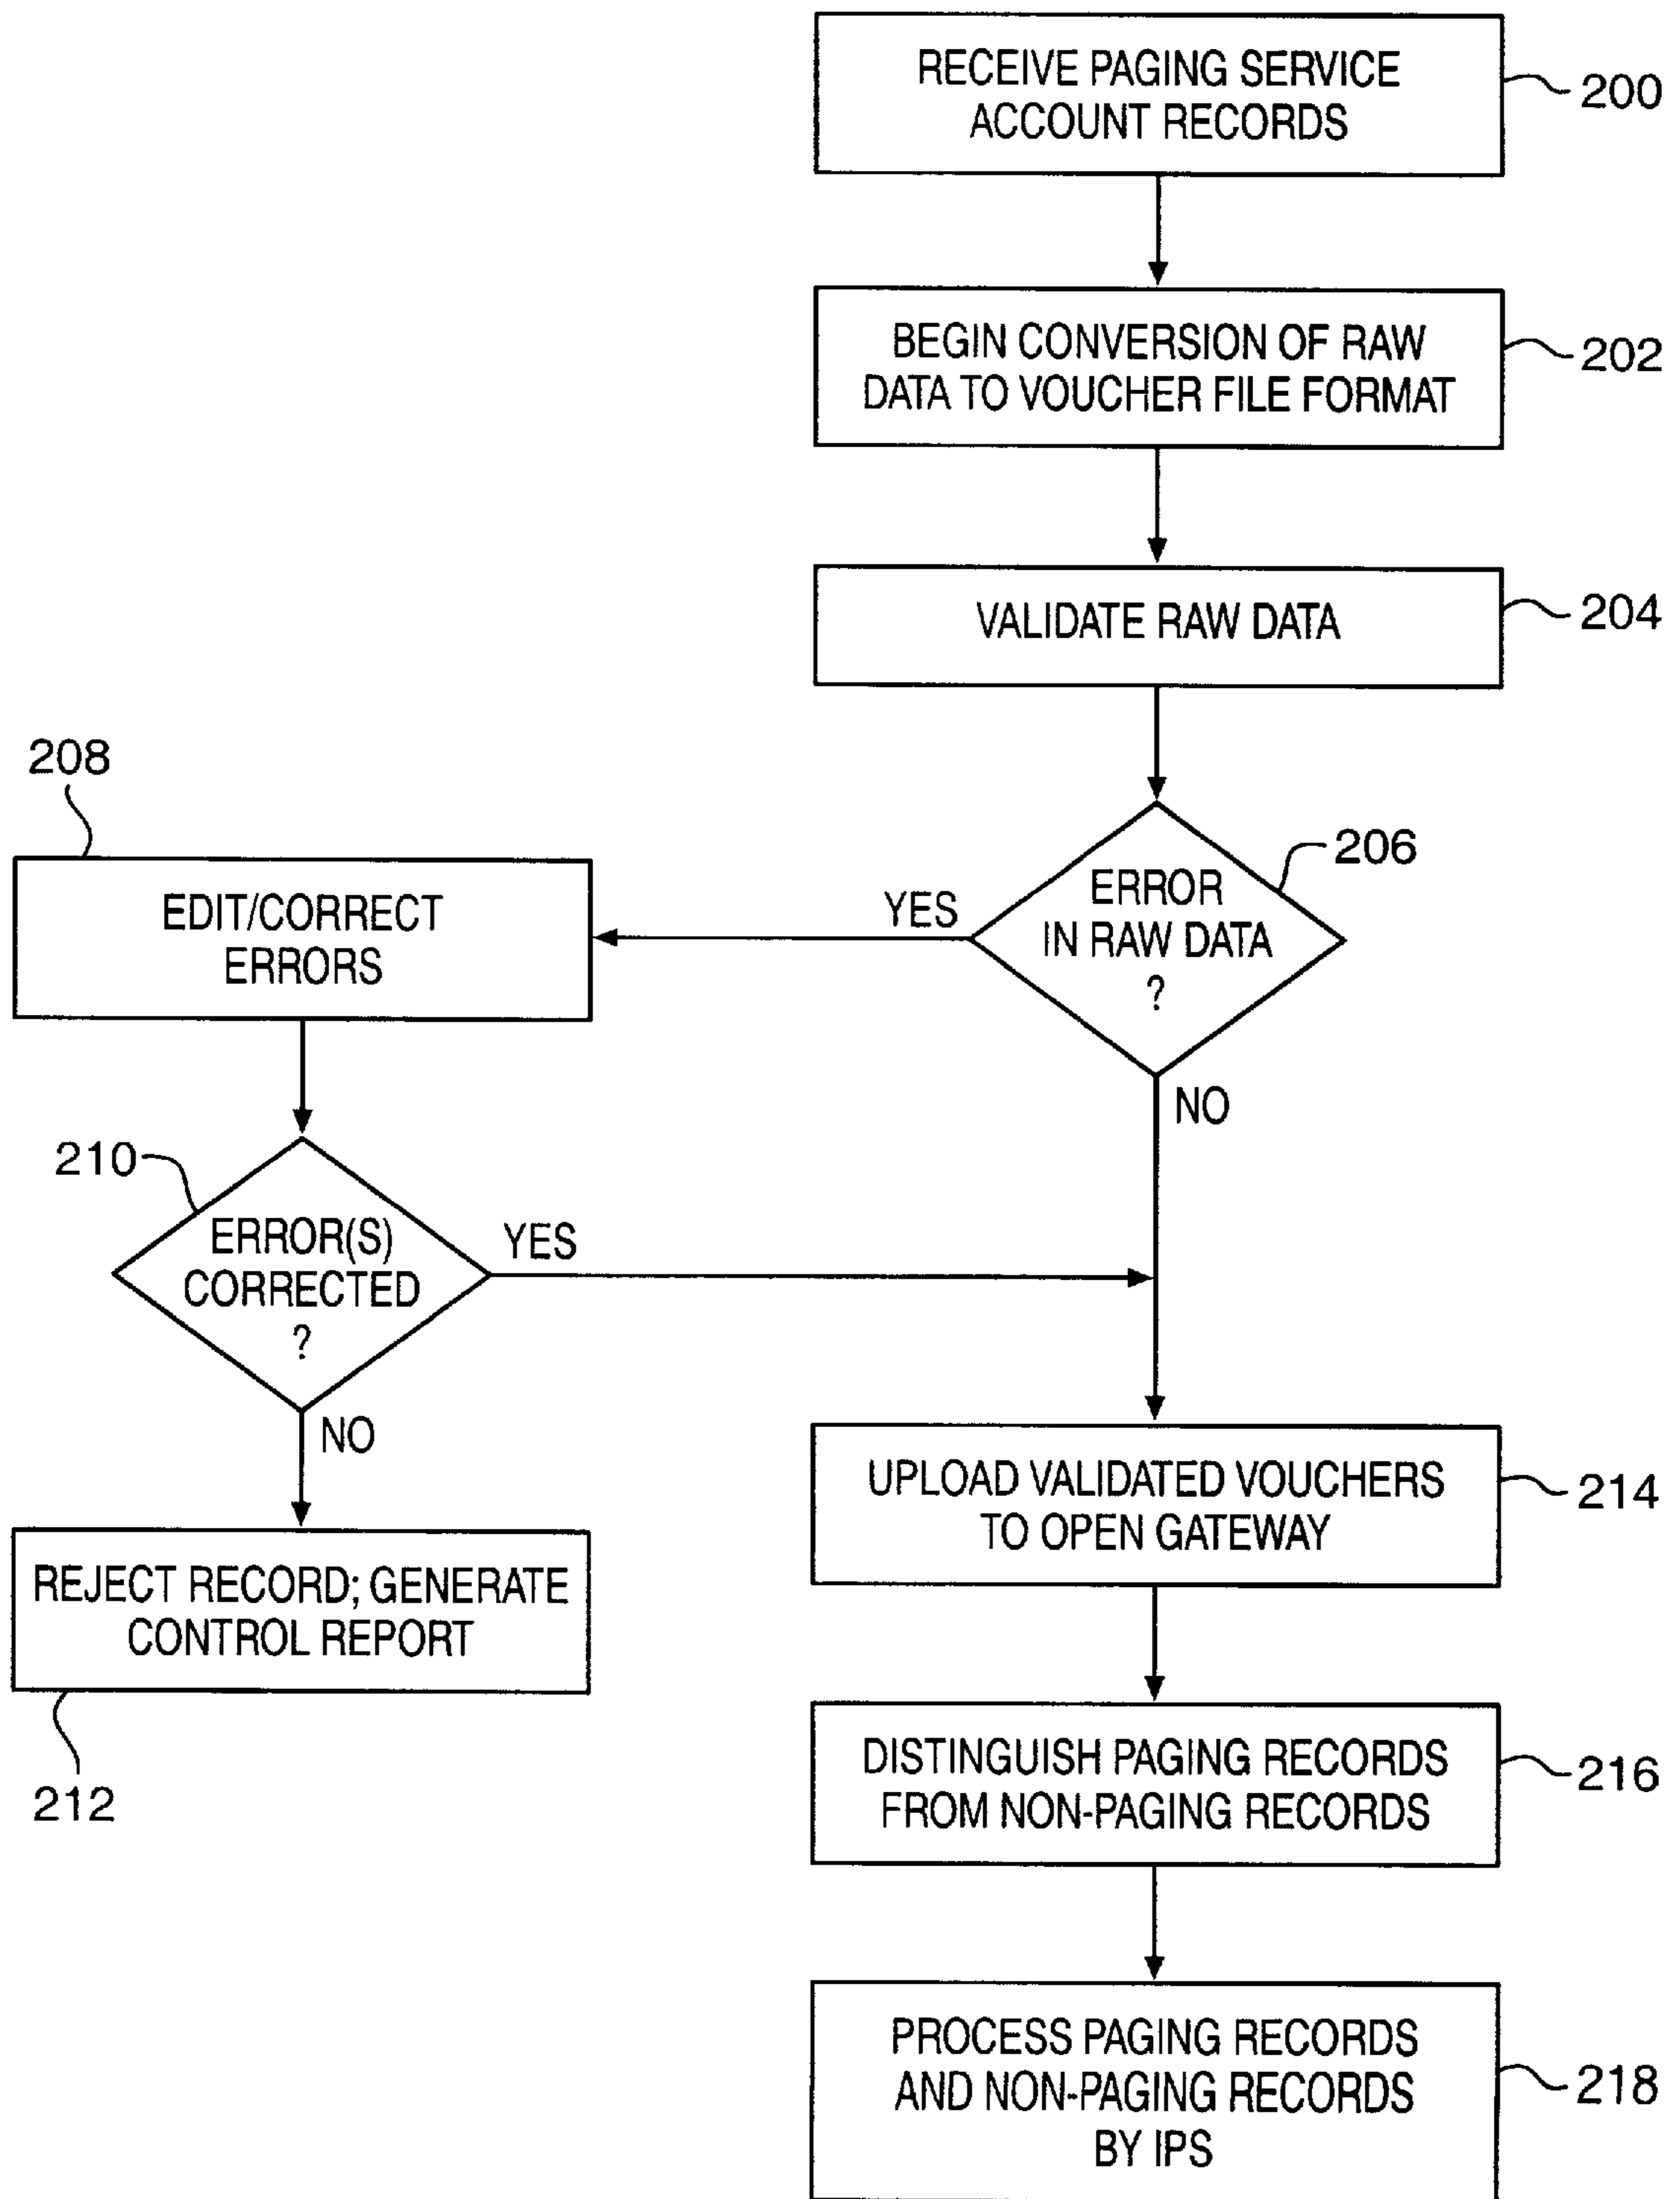 RECEIVE PAGING SERVICE
ACCOUNT RECORDS
200
BEGIN CONVERSION OF RAW
DATA TO VOUCHER FILE FORMAT
202
VALIDATE RAW DATA
204
206
ERROR
IN RAW DATA
?
YES
NO
208
EDIT/CORRECT
ERRORS
210
ERROR(S)
CORRECTED
?
YES
NO
REJECT RECORD; GENERATE
CONTROL REPORT
212
UPLOAD VALIDATED VOUCHERS
TO OPEN GATEWAY
214
DISTINGUISH PAGING RECORDS
FROM NON-PAGING RECORDS
216
PROCESS PAGING RECORDS
AND NON-PAGING RECORDS
BY IPS
218